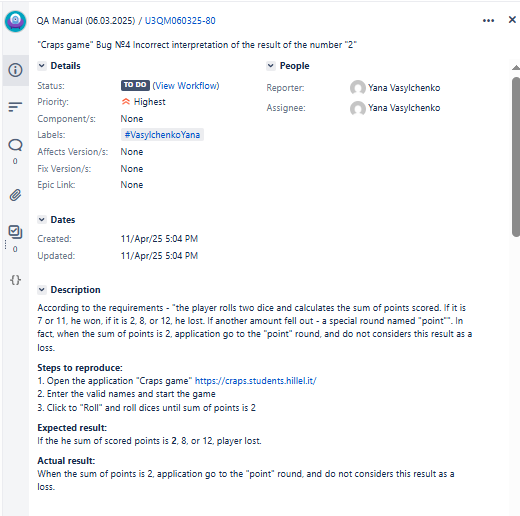 QA Manual (06.03.2025) / U3QM060325-80
"Craps game" Bug №4 Incorrect interpretation of the result of the number "2"
Details
Status: TO DO (View Workflow)
Priority: Highest
Component/s: None
Labels: #VasylchenkoYana
Affects Version/s: None
Fix Version/s: None
Epic Link: None
People
Reporter: Yana Vasylchenko
Assignee: Yana Vasylchenko
0
0
{}
Dates
Created: 11/Apr/25 5:04 PM
Updated: 11/Apr/25 5:04 PM
Description
According to the requirements - "the player rolls two dice and calculates the sum of points scored. If it is
7 or 11, he won, if it is 2, 8, or 12, he lost. If another amount fell out - a special round named "point"". In
fact, when the sum of points is 2, application go to the "point" round, and do not considers this result as a
loss.
Steps to reproduce:
1. Open the application "Craps game" https://craps.students.hillel.it/
2. Enter the valid names and start the game
3. Click to "Roll" and roll dices until sum of points is 2
Expected result:
If the he sum of scored points is 2, 8, or 12, player lost.
Actual result:
When the sum of points is 2, application go to the "point" round, and do not considers this result as a
loss.